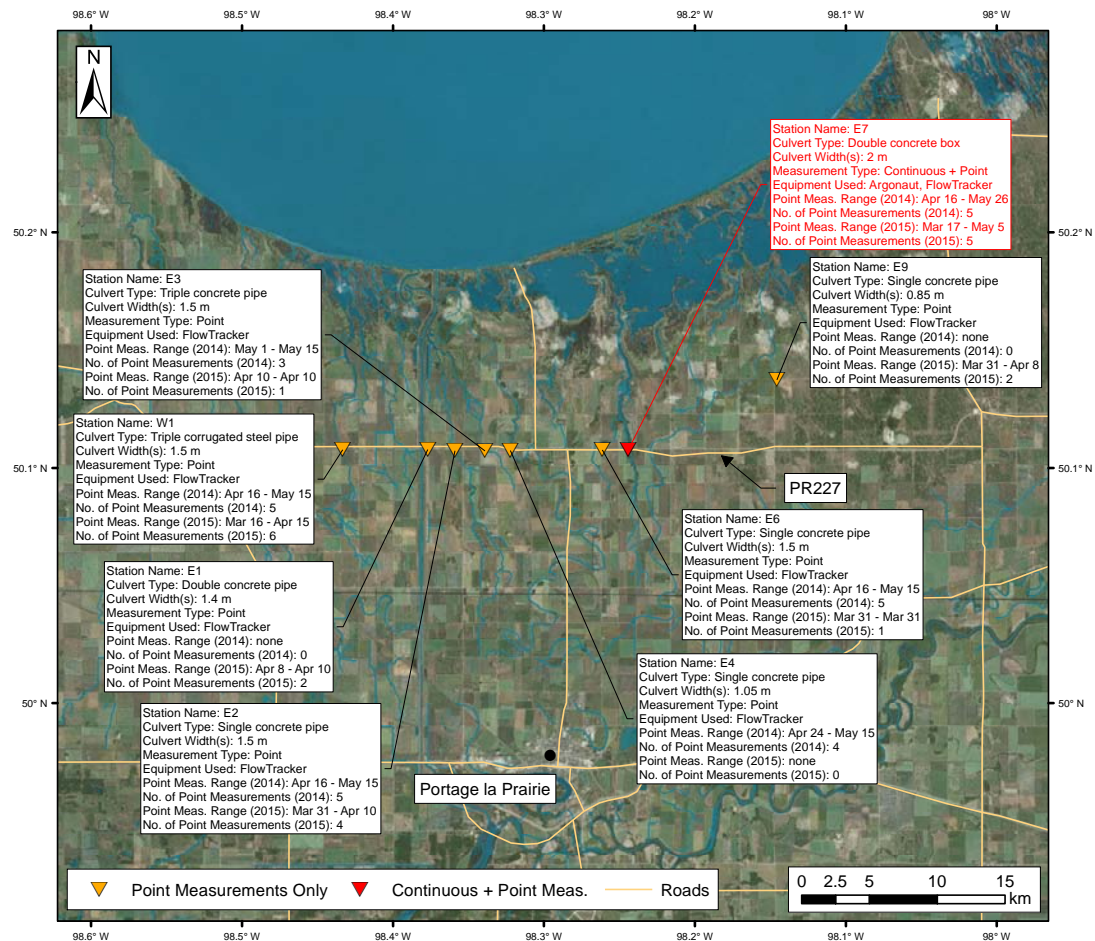 98.6° W 98.5° W 98.4° W 98.3° W 98.2° W 98.1° W 98° W
N
Station Name: E7
Culvert Type: Double concrete box
Culvert Width(s): 2 m
Measurement Type: Continuous + Point
Equipment Used: Argonaut, FlowTracker
Point Meas. Range (2014): Apr 16 - May 26
No. of Point Measurements (2014): 5
Point Meas. Range (2015): Mar 17 - May 5
No. of Point Measurements (2015): 5
50.2° N 50.2° N
Station Name: E9
Culvert Type: Single concrete pipe
Culvert Width(s): 0.85 m
Measurement Type: Point
Equipment Used: FlowTracker
Point Meas. Range (2014): none
No. of Point Measurements (2014): 0
Point Meas. Range (2015): Mar 31 - Apr 8
No. of Point Measurements (2015): 2
Station Name: E3
Culvert Type: Triple concrete pipe
Culvert Width(s): 1.5 m
Measurement Type: Point
Equipment Used: FlowTracker
Point Meas. Range (2014): May 1 - May 15
No. of Point Measurements (2014): 3
Point Meas. Range (2015): Apr 10 - Apr 10
No. of Point Measurements (2015): 1
Station Name: W1
Culvert Type: Triple corrugated steel pipe
Culvert Width(s): 1.5 m
Measurement Type: Point
Equipment Used: FlowTracker
Point Meas. Range (2014): Apr 16 - May 15
No. of Point Measurements (2014): 5
Point Meas. Range (2015): Mar 16 - Apr 15
No. of Point Measurements (2015): 6
50.1° N 50.1° N
PR227
Station Name: E6
Culvert Type: Single concrete pipe
Culvert Width(s): 1.5 m
Measurement Type: Point
Equipment Used: FlowTracker
Point Meas. Range (2014): Apr 16 - May 15
No. of Point Measurements (2014): 5
Point Meas. Range (2015): Mar 31 - Mar 31
No. of Point Measurements (2015): 1
Station Name: E1
Culvert Type: Double concrete pipe
Culvert Width(s): 1.4 m
Measurement Type: Point
Equipment Used: FlowTracker
Point Meas. Range (2014): none
No. of Point Measurements (2014): 0
Point Meas. Range (2015): Apr 8 - Apr 10
No. of Point Measurements (2015): 2
Station Name: E4
Culvert Type: Single concrete pipe
Culvert Width(s): 1.05 m
Measurement Type: Point
Equipment Used: FlowTracker
Point Meas. Range (2014): Apr 24 - May 15
No. of Point Measurements (2014): 4
Point Meas. Range (2015): none
No. of Point Measurements (2015): 0
50° N 50° N
Station Name: E2
Culvert Type: Single concrete pipe
Culvert Width(s): 1.5 m
Measurement Type: Point
Equipment Used: FlowTracker
Point Meas. Range (2014): Apr 16 - May 15
No. of Point Measurements (2014): 5
Point Meas. Range (2015): Mar 31 - Apr 10
No. of Point Measurements (2015): 4
Portage la Prairie
Point Measurements Only Continuous + Point Meas. Roads
0 2.5 5 10 15
km
98.6° W 98.5° W 98.4° W 98.3° W 98.2° W 98.1° W 98° W